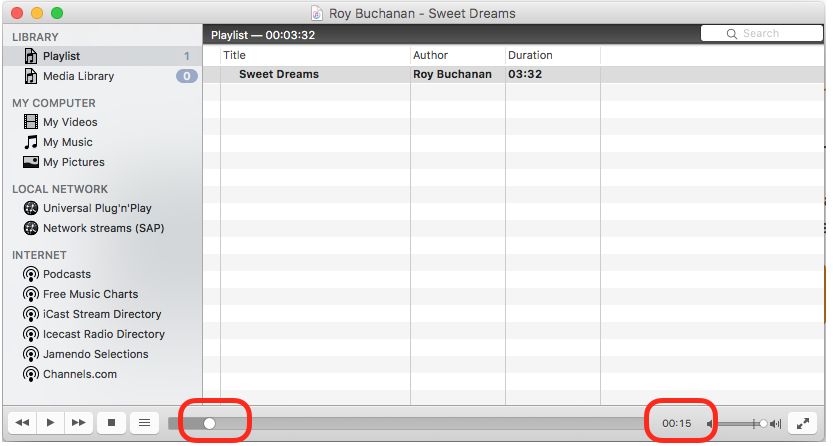 Roy Buchanan - Sweet Dreams
LIBRARY
Playlist 1
Media Library 0
MY COMPUTER
My Videos
My Music
My Pictures
LOCAL NETWORK
Universal Plug'n'Play
Network streams (SAP)
INTERNET
Podcasts
Free Music Charts
iCast Stream Directory
Icecast Radio Directory
Jamendo Selections
Channels.com
Playlist — 00:03:32 Search
Title Author Duration
Sweet Dreams Roy Buchanan 03:32
00:15